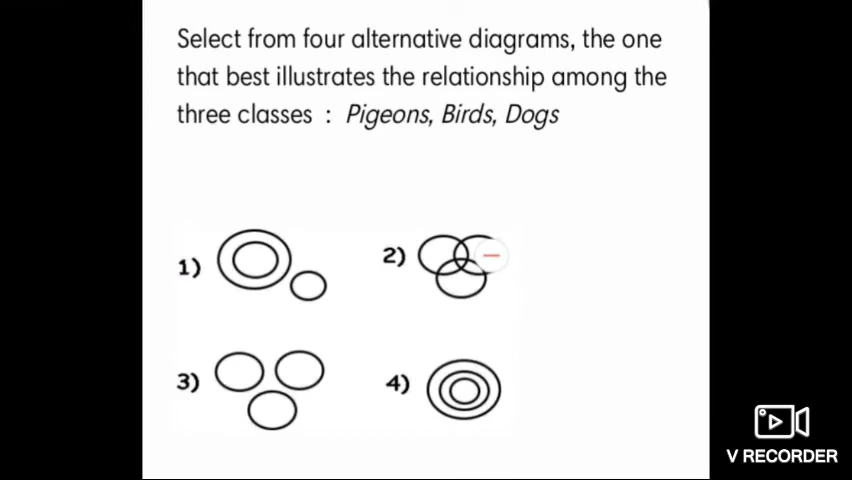 Select from four alternative diagrams, the one
that best illustrates the relationship among the
three classes : Pigeons, Birds, Dogs
1)
2)
3)
4)
V RECORDER